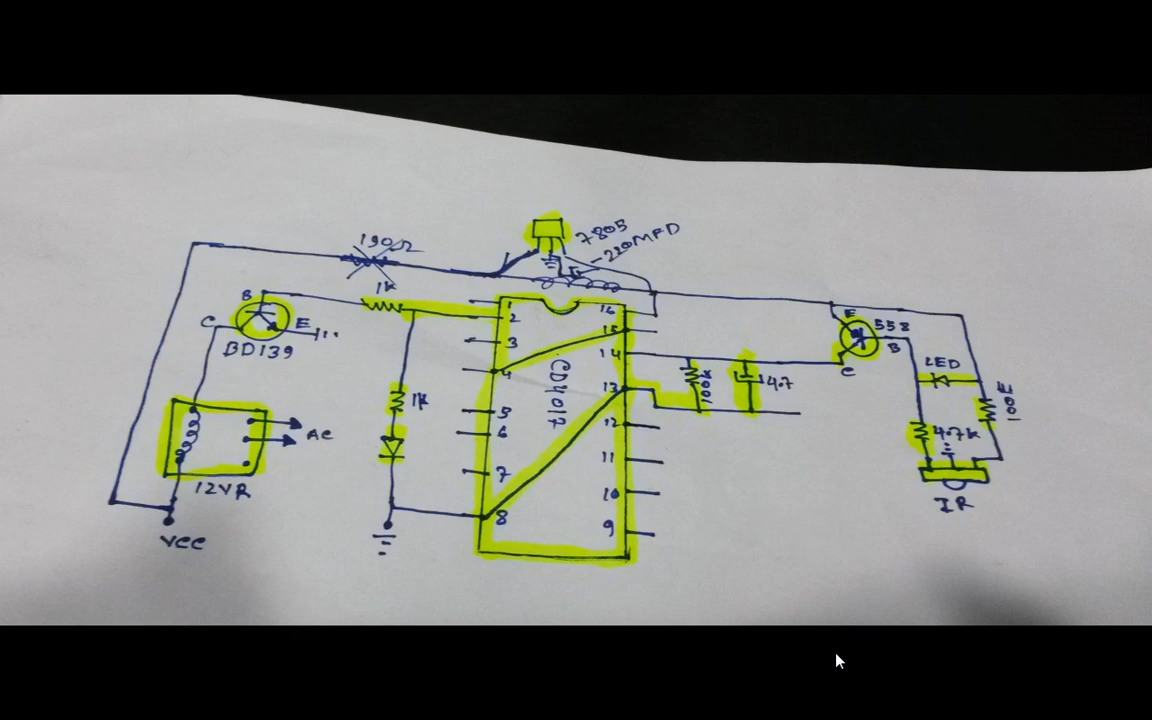 7805
-220MFD
190Ω
1k
B
C
E
BD139
AC
12VR
VCC
1k
1
2
3
4
5
6
7
8
CD4017
16
15
14
13
12
11
10
9
100k
4.7
E
558
B
C
LED
100E
4.7k
IR